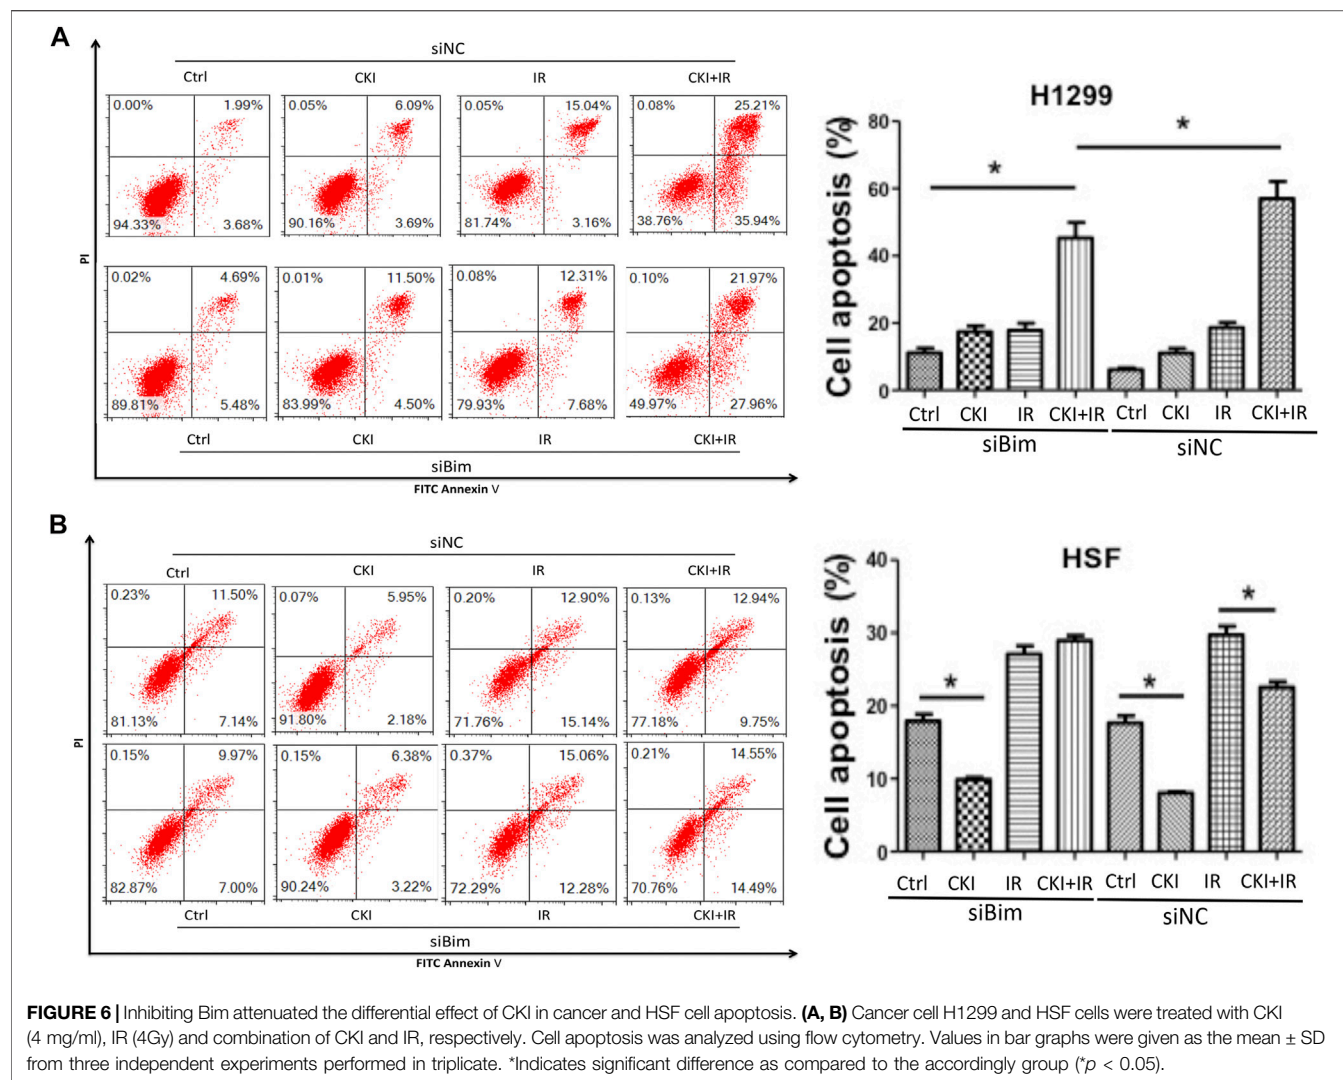 A
siNC
Ctrl CKI IR CKI+IR
0.00% 1.99% 0.05% 6.09% 0.05% 15.04% 0.08% 25.21%
94.33% 3.68% 90.16% 3.69% 81.74% 3.16% 38.76% 35.94%
PI
0.02% 4.69% 0.01% 11.50% 0.08% 12.31% 0.10% 21.97%
89.81% 5.48% 83.99% 4.50% 79.93% 7.68% 49.97% 27.96%
Ctrl CKI IR CKI+IR
siBim
FITC Annexin V
H1299
Cell apoptosis (%)
80
60
40
20
0
* *
Ctrl CKI IR CKI+IR Ctrl CKI IR CKI+IR
siBim siNC
B
siNC
Ctrl CKI IR CKI+IR
0.23% 11.50% 0.07% 5.95% 0.20% 12.90% 0.13% 12.94%
81.13% 7.14% 91.80% 2.18% 71.76% 15.14% 77.18% 9.75%
PI
0.15% 9.97% 0.15% 6.38% 0.37% 15.06% 0.21% 14.55%
82.87% 7.00% 90.24% 3.22% 72.29% 12.28% 70.76% 14.49%
Ctrl CKI IR CKI+IR
siBim
FITC Annexin V
HSF
Cell apoptosis (%)
40
30
20
10
0
* * *
Ctrl CKI IR CKI+IR Ctrl CKI IR CKI+IR
siBim siNC
FIGURE 6 | Inhibiting Bim attenuated the differential effect of CKI in cancer and HSF cell apoptosis. (A, B) Cancer cell H1299 and HSF cells were treated with CKI
(4 mg/ml), IR (4Gy) and combination of CKI and IR, respectively. Cell apoptosis was analyzed using flow cytometry. Values in bar graphs were given as the mean ± SD
from three independent experiments performed in triplicate. *Indicates significant difference as compared to the accordingly group (*p < 0.05).